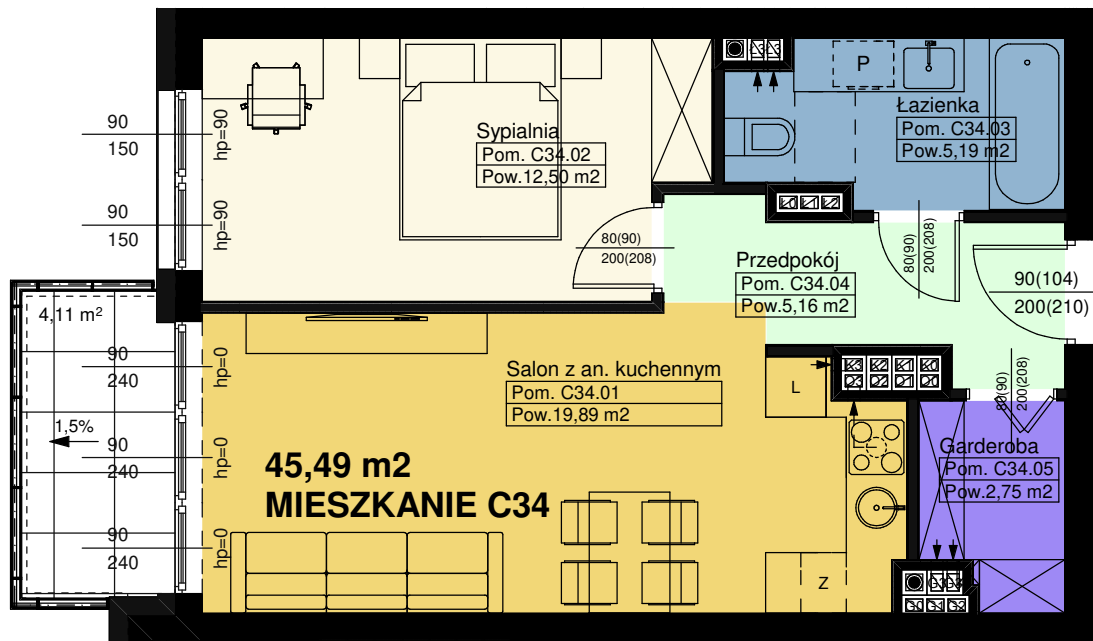 P
Łazienka
Pom. C34.03
Pow.5,19 m2
Sypialnia
Pom. C34.02
Pow.12,50 m2
90
150
hp=90
90
150
hp=90
L0 L1 L2
80(90)
200(208)
80(90)
200(208)
Przedpokój
Pom. C34.04
Pow.5,16 m2
90(104)
200(210)
4,11 m²
90
240
hp=0
Salon z an. kuchennym
Pom. C34.01
Pow.19,89 m2
L
80(90)
200(208)
1,5%
90
240
hp=0
45,49 m2
MIESZKANIE C34
Garderoba
Pom. C34.05
Pow.2,75 m2
90
240
hp=0
Z